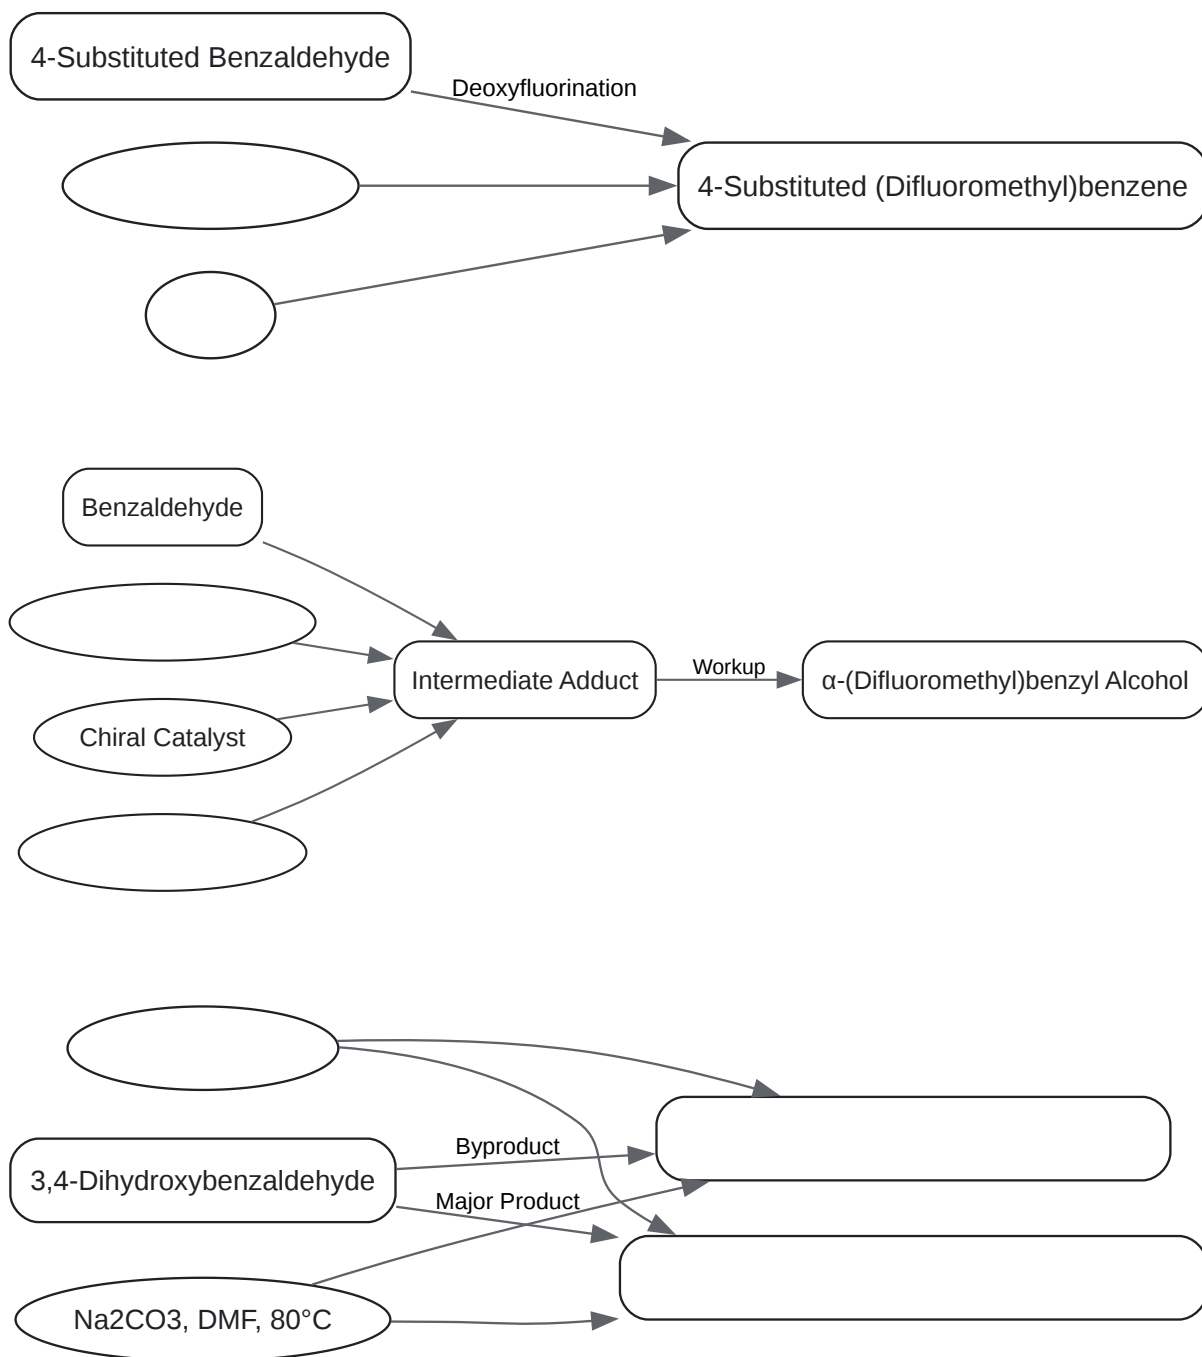 4-Substituted Benzaldehyde
Deoxyfluorination
4-Substituted (Difluoromethyl)benzene
Benzaldehyde
Intermediate Adduct
Workup
α-(Difluoromethyl)benzyl Alcohol
Chiral Catalyst
Byproduct
3,4-Dihydroxybenzaldehyde
Major Product
Na2CO3, DMF, 80°C